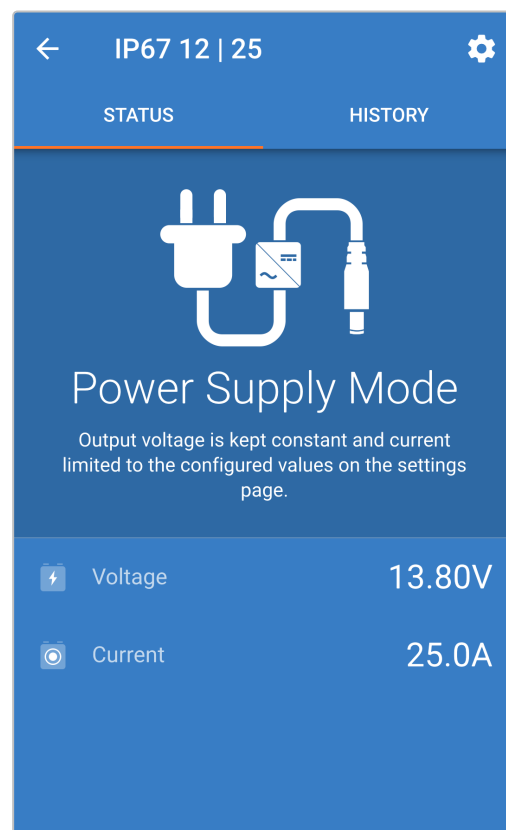 IP67 12 | 25
STATUS
HISTORY
Power Supply Mode
Output voltage is kept constant and current
limited to the configured values on the settings
page.
Voltage
13.80V
Current
25.0A